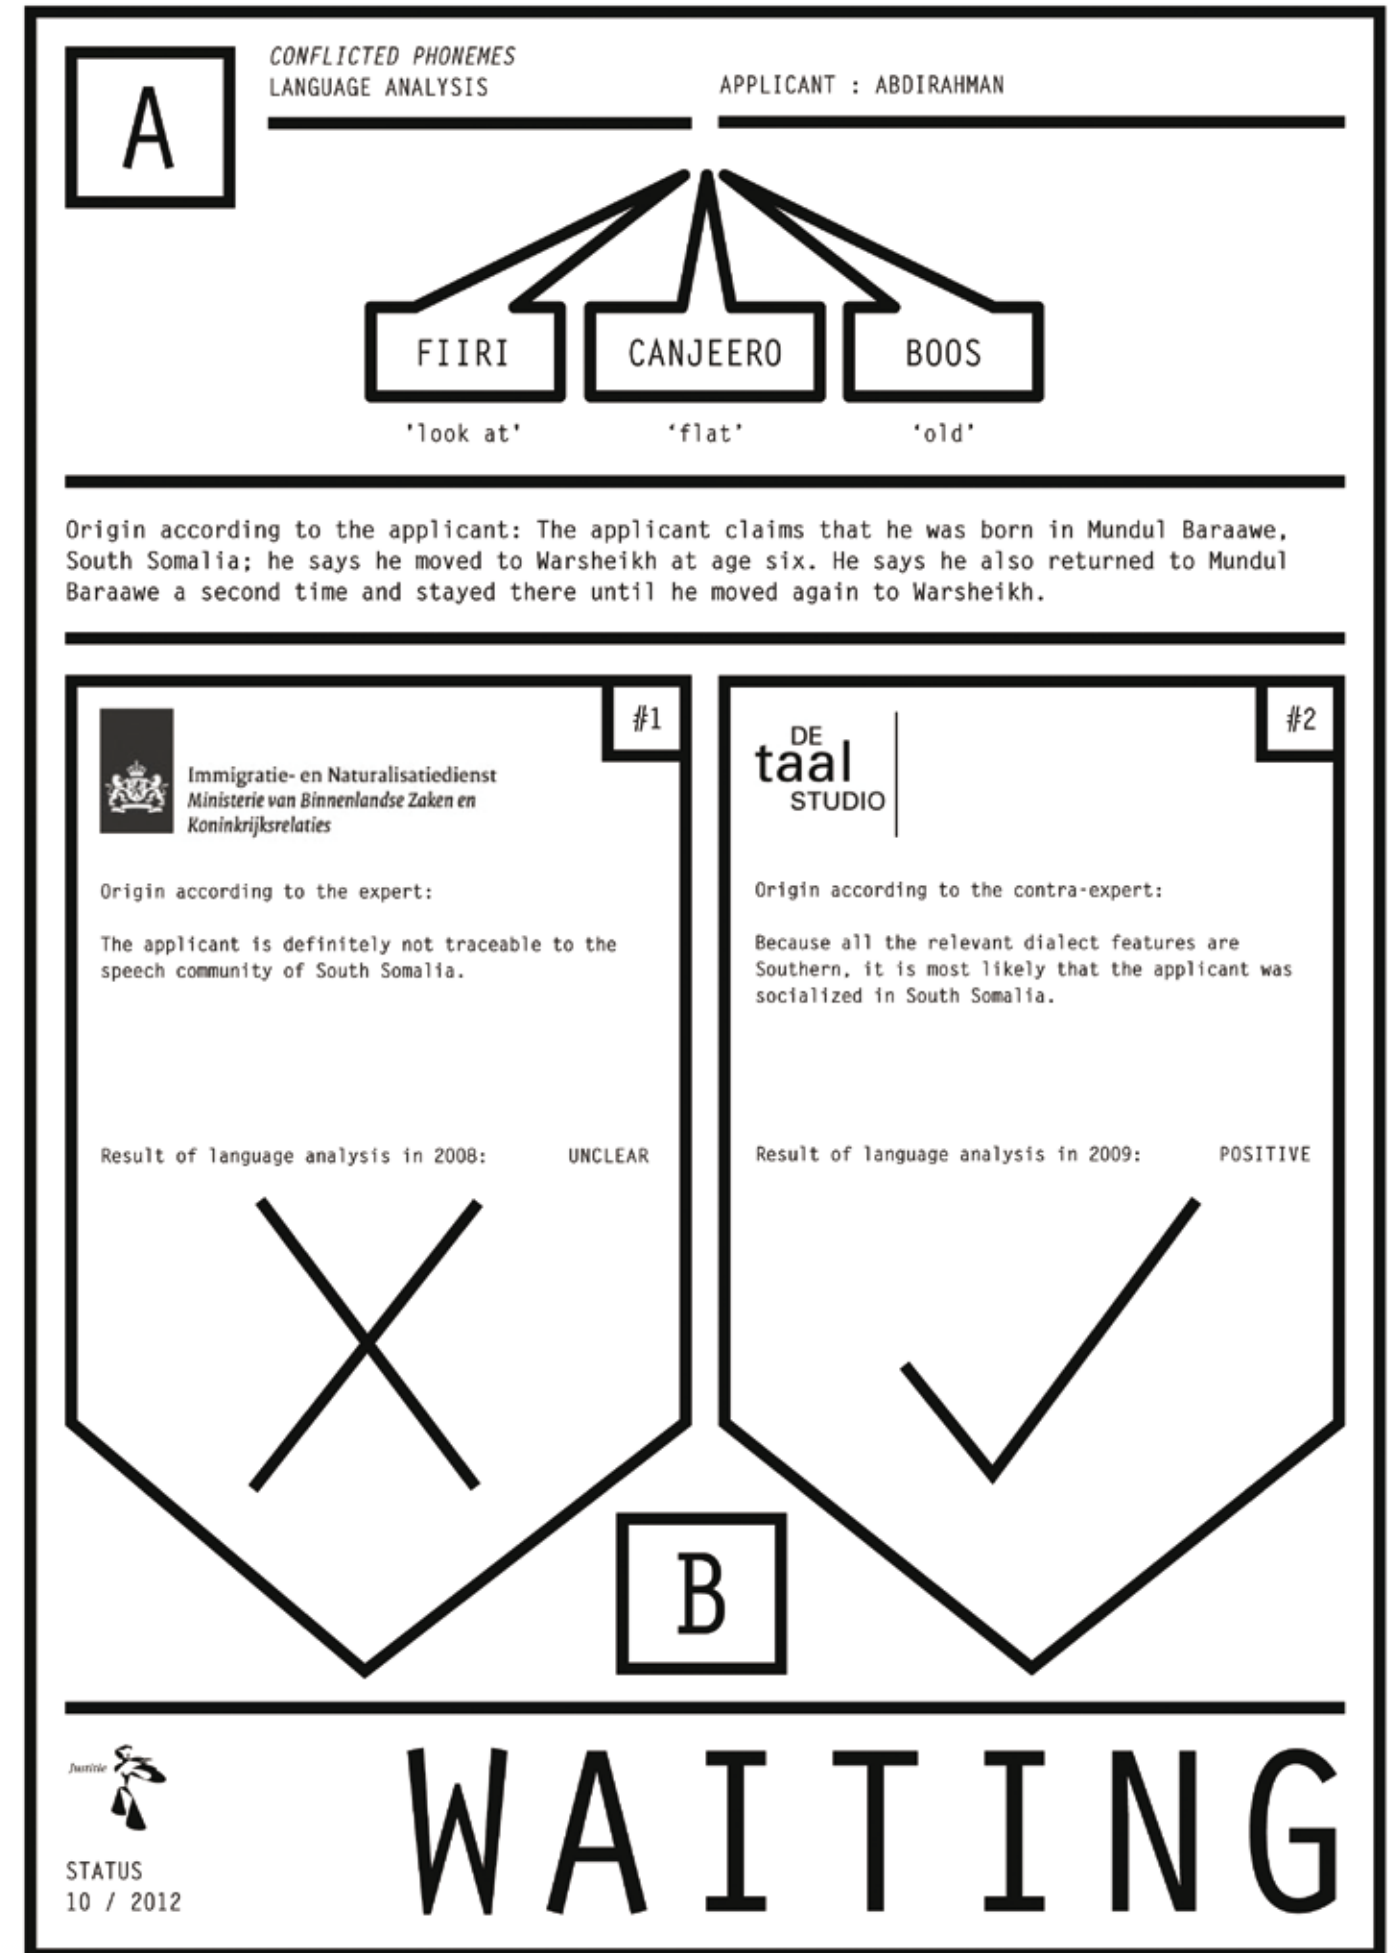 A
CONFLICTED PHONEMES
LANGUAGE ANALYSIS
APPLICANT : ABDIRAHMAN
FIIRI
CANJEERO
BOOS
'look at'
‘flat’
‘old’
Origin according to the applicant: The applicant claims that he was born in Mundul Baraawe,
South Somalia; he says he moved to Warsheikh at age six. He says he also returned to Mundul
Baraawe a second time and stayed there until he moved again to Warsheikh.
#1
Immigratie- en Naturalisatiedienst
Ministerie van Binnenlandse Zaken en
Koninkrijksrelaties
Origin according to the expert:
The applicant is definitely not traceable to the
speech community of South Somalia.
Result of language analysis in 2008: UNCLEAR
#2
DE
taal
STUDIO
Origin according to the contra-expert:
Because all the relevant dialect features are
Southern, it is most likely that the applicant was
socialized in South Somalia.
Result of language analysis in 2009: POSITIVE
B
Justitie
STATUS
10 / 2012
WAITING